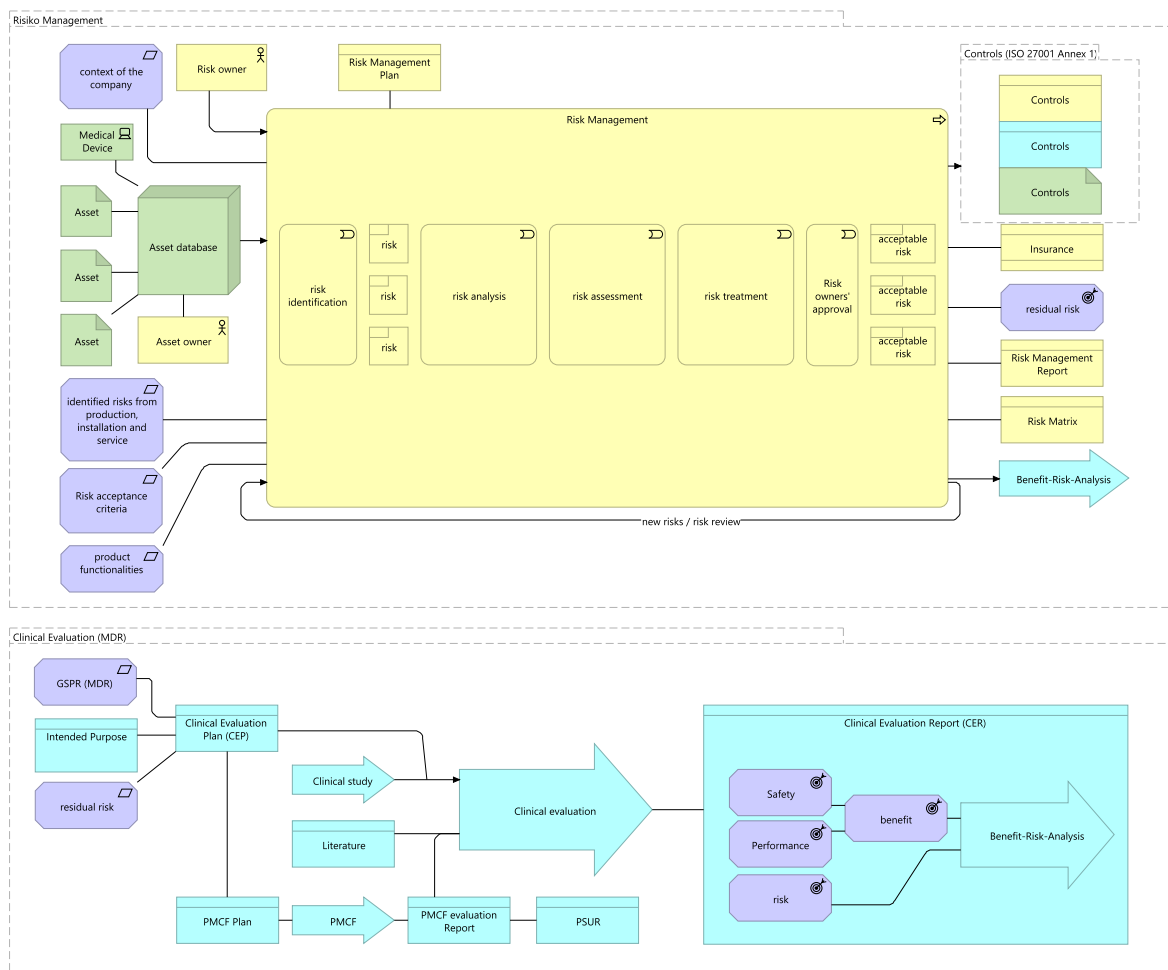 Risiko Management
context of the
company
Risk owner
Risk Management
Plan
Controls (ISO 27001 Annex 1)
Controls
Controls
Controls
Medical
Device
Asset
Asset
Asset
Asset database
Asset owner
Risk Management
risk
identification
risk
risk
risk
risk analysis
risk assessment
risk treatment
Risk
owners'
approval
acceptable
risk
acceptable
risk
acceptable
risk
Insurance
residual risk
Risk Management
Report
Risk Matrix
Benefit-Risk-Analysis
identified risks from
production,
installation and
service
Risk acceptance
criteria
product
functionalities
new risks / risk review
Clinical Evaluation (MDR)
GSPR (MDR)
Intended Purpose
residual risk
Clinical Evaluation
Plan (CEP)
Clinical study
Literature
Clinical evaluation
PMCF Plan
PMCF
PMCF evaluation
Report
PSUR
Clinical Evaluation Report (CER)
Safety
Performance
risk
benefit
Benefit-Risk-Analysis